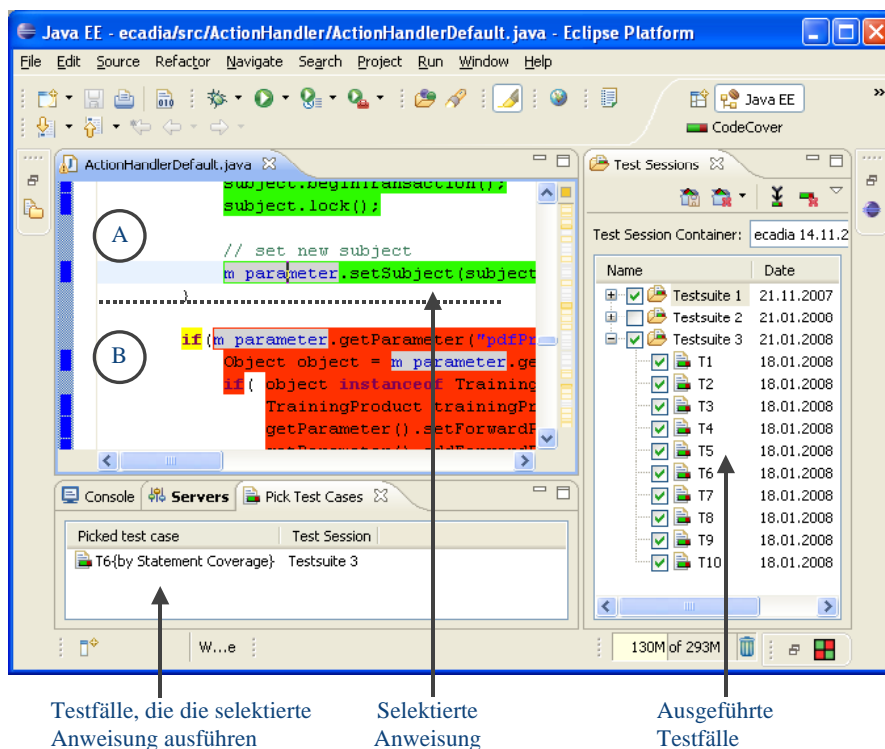 Java EE - ecadia/src/ActionHandler/ActionHandlerDefault.java - Eclipse Platform
File Edit Source Refactor Navigate Search Project Run Window Help
Java EE
CodeCover
ActionHandlerDefault.java
subject.beginTransaction();
subject.lock();
A
// set new subject
m parameter.setSubject(subject
}
B
if(m parameter.getParameter("pdfPr
Object object = m parameter.ge
if( object instanceof Training
TrainingProduct trainingPr
getParameter().setForwardF
Test Sessions
Test Session Container: ecadia 14.11.2
Name Date
Testsuite 1 21.11.2007
Testsuite 2 21.01.2008
Testsuite 3 21.01.2008
T1 18.01.2008
T2 18.01.2008
T3 18.01.2008
T4 18.01.2008
T5 18.01.2008
T6 18.01.2008
T7 18.01.2008
T8 18.01.2008
T9 18.01.2008
T10 18.01.2008
Console Servers Pick Test Cases
Picked test case Test Session
T6{by Statement Coverage} Testsuite 3
W...e
130M of 293M
Testfälle, die die selektierte
Anweisung ausführen
Selektierte
Anweisung
Ausgeführte
Testfälle